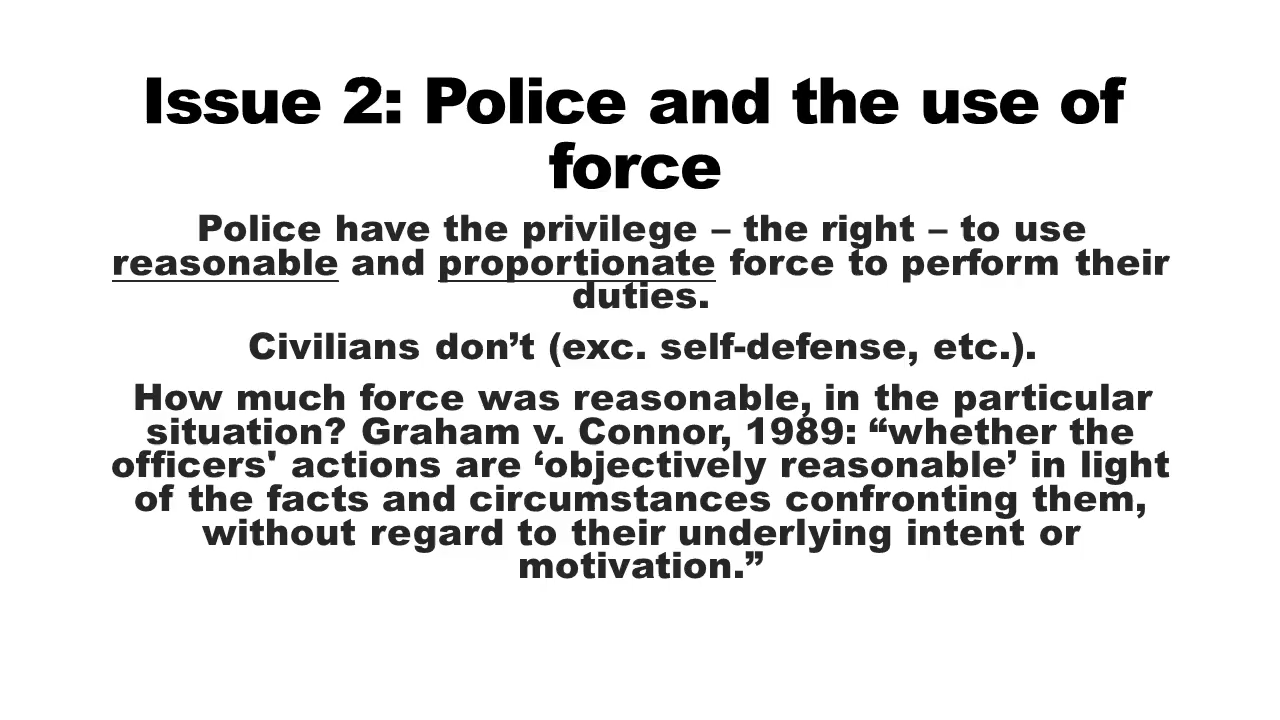 Issue 2: Police and the use of
force
Police have the privilege – the right – to use
reasonable and proportionate force to perform their
duties.
Civilians don’t (exc. self-defense, etc.).
How much force was reasonable, in the particular
situation? Graham v. Connor, 1989: “whether the
officers' actions are ‘objectively reasonable’ in light
of the facts and circumstances confronting them,
without regard to their underlying intent or
motivation.”